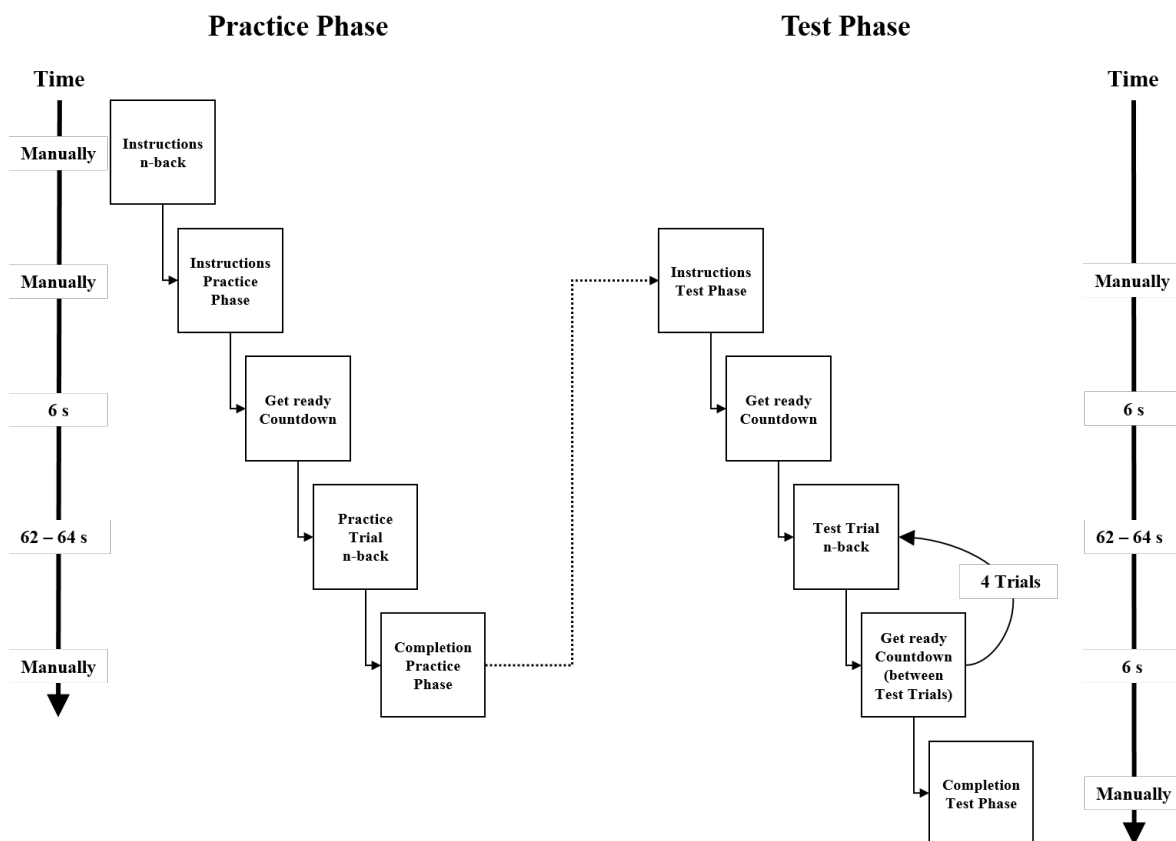 Practice Phase
Test Phase
Time
Time
Manually
Instructions
n-back
Manually
Instructions
Practice
Phase
Instructions
Test Phase
Manually
6 s
Get ready
Countdown
Get ready
Countdown
6 s
62 – 64 s
Practice
Trial
n-back
Test Trial
n-back
62 – 64 s
4 Trials
Manually
Completion
Practice
Phase
Get ready
Countdown
(between
Test Trials)
6 s
Completion
Test Phase
Manually